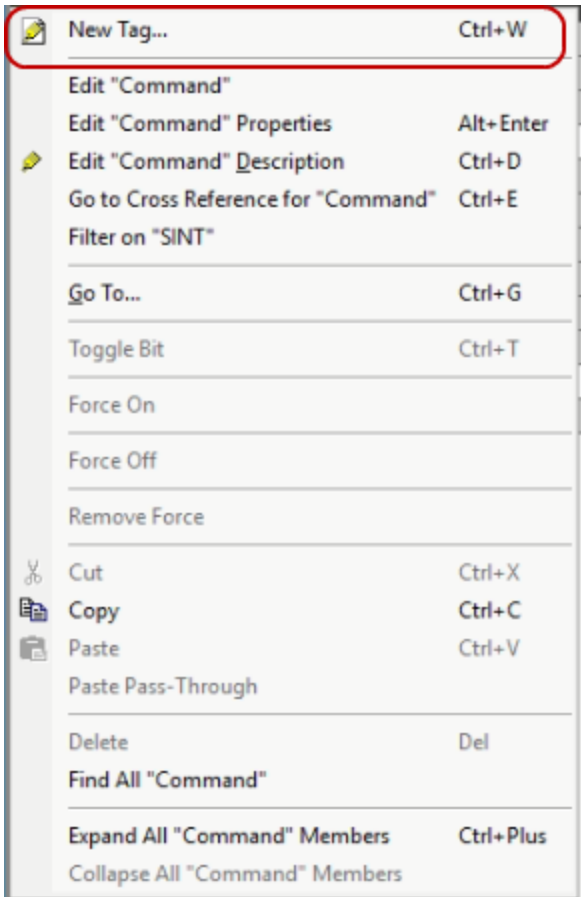 New Tag... Ctrl+W
Edit "Command"
Edit "Command" Properties Alt+Enter
Edit "Command" Description Ctrl+D
Go to Cross Reference for "Command" Ctrl+E
Filter on "SINT"
Go To... Ctrl+G
Toggle Bit Ctrl+T
Force On
Force Off
Remove Force
Cut Ctrl+X
Copy Ctrl+C
Paste Ctrl+V
Paste Pass-Through
Delete Del
Find All "Command"
Expand All "Command" Members Ctrl+Plus
Collapse All "Command" Members